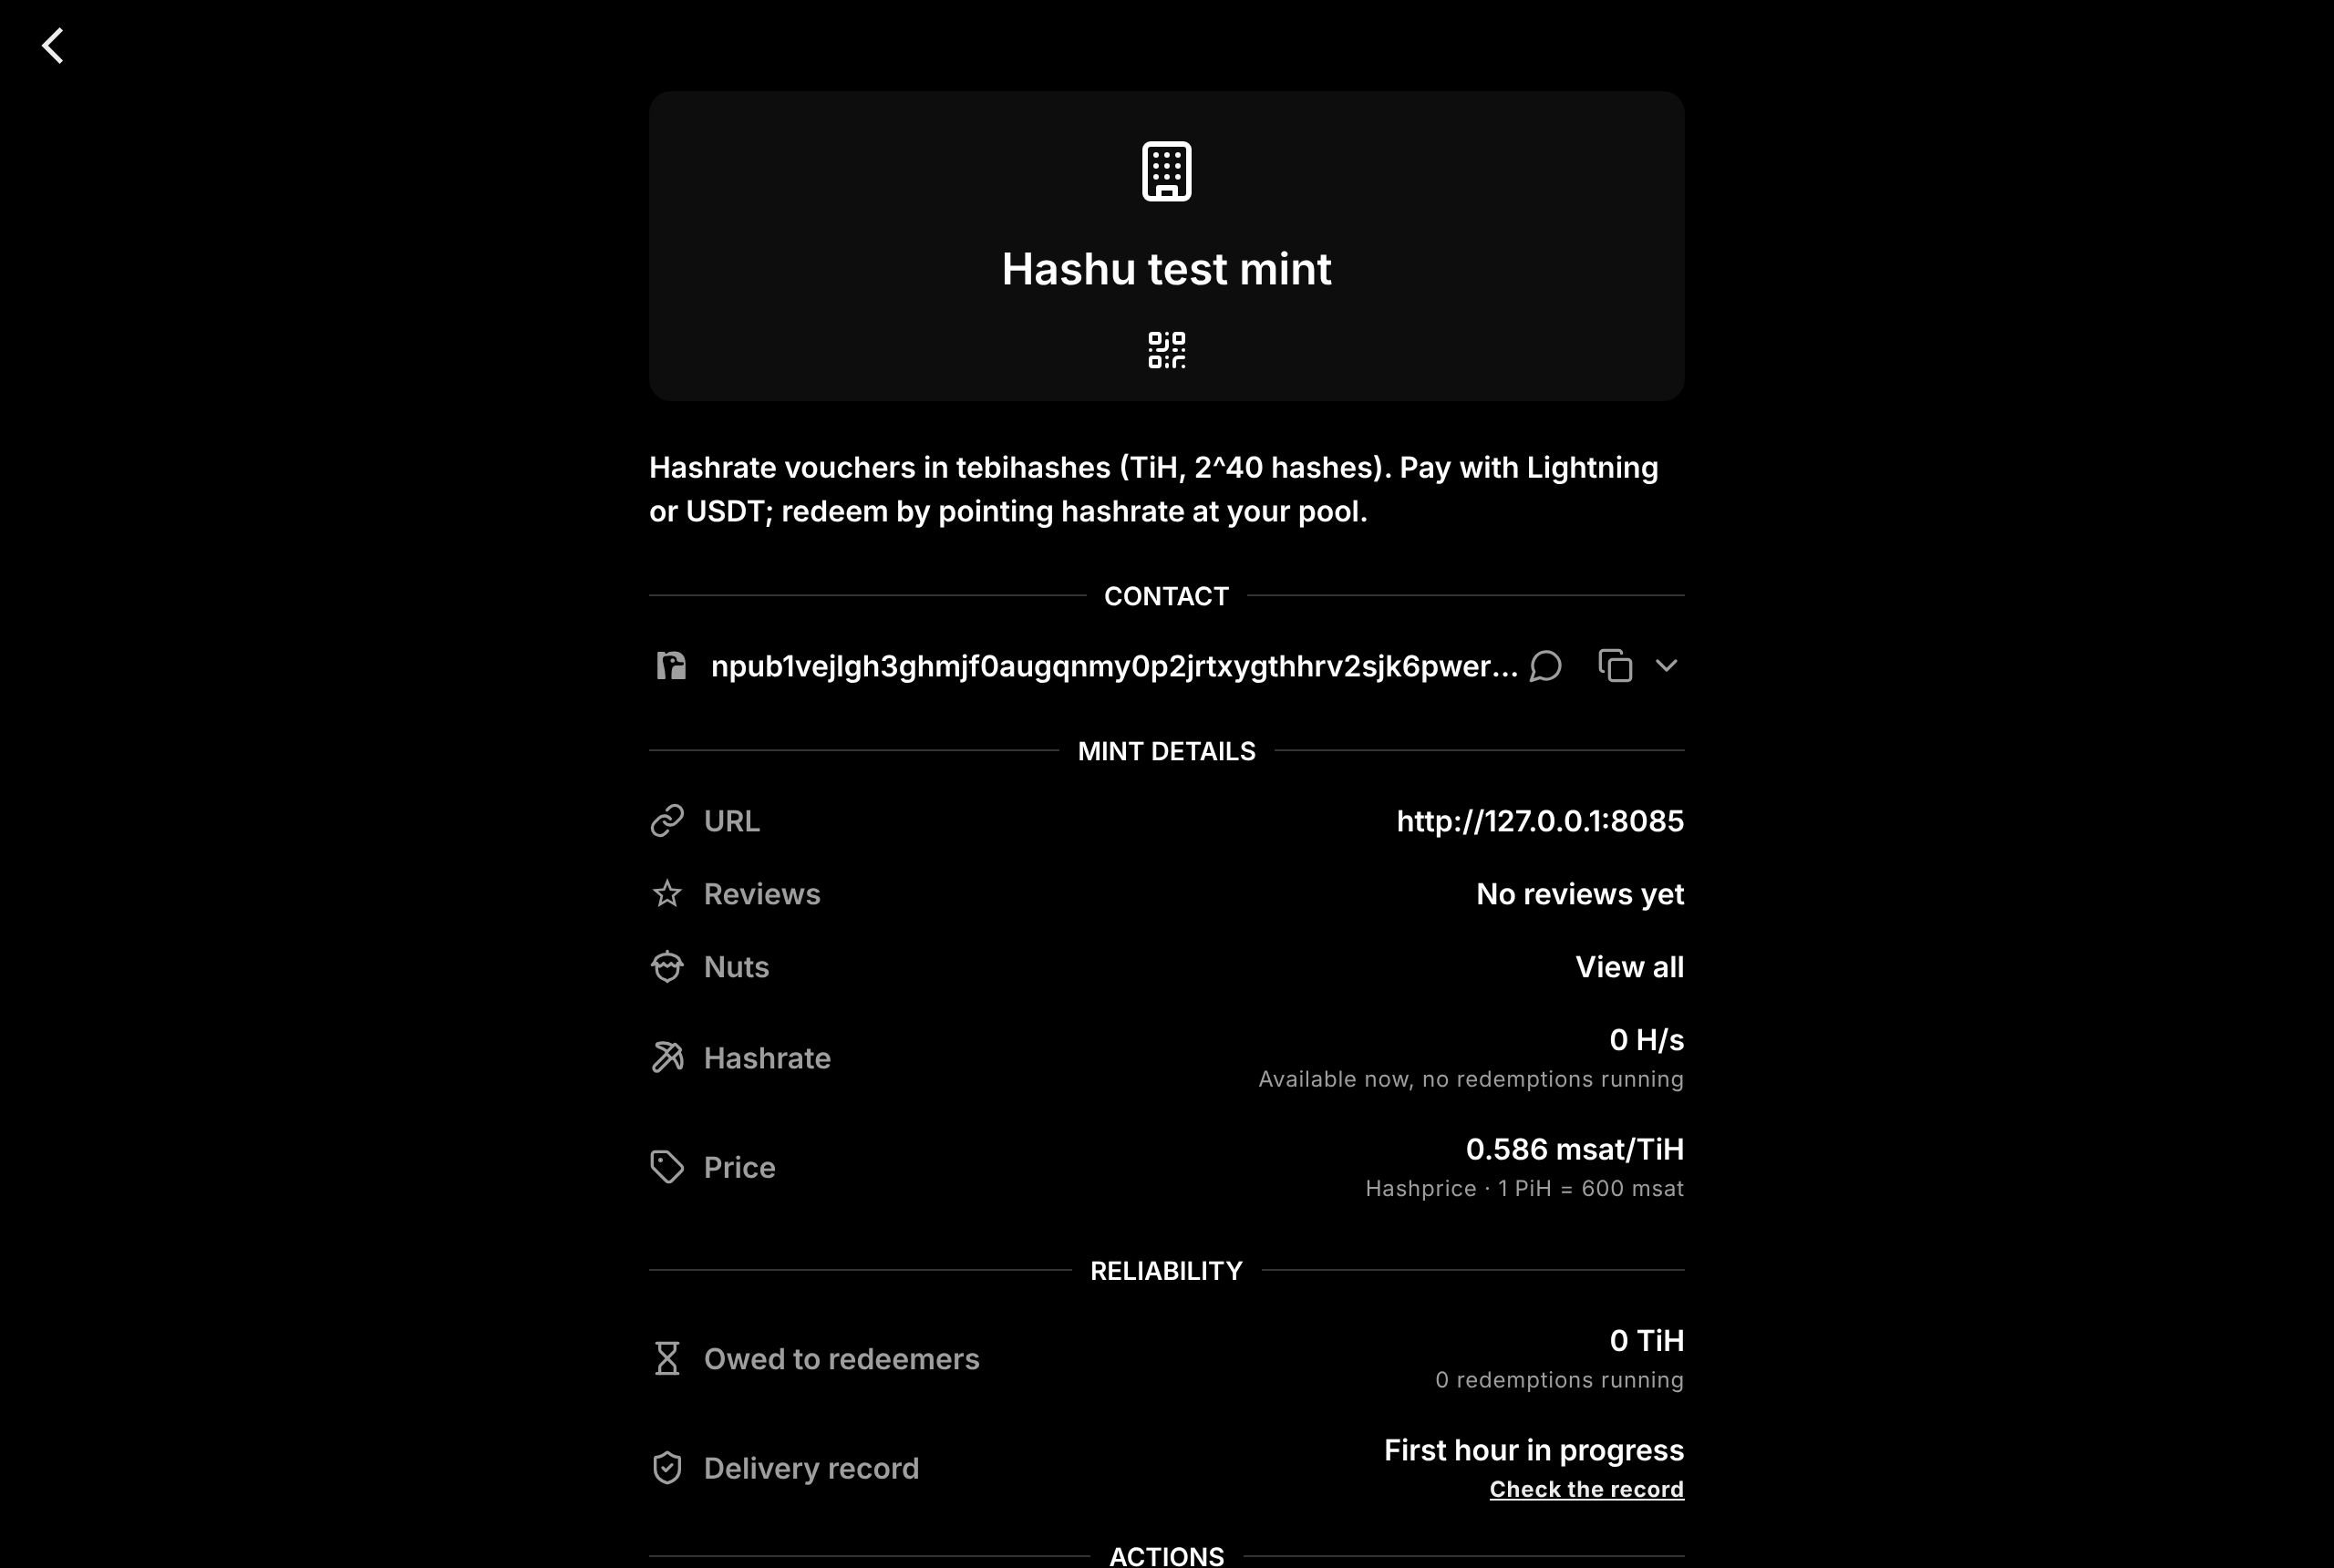 Hashu test mint
Hashrate vouchers in tebihashes (TiH, 2^40 hashes). Pay with Lightning
or USDT; redeem by pointing hashrate at your pool.
CONTACT
npub1vejlgh3ghmjf0augqnmy0p2jrtxygthhrv2sjk6pwer...
MINT DETAILS
URL http://127.0.0.1:8085
Reviews No reviews yet
Nuts View all
Hashrate 0 H/s
Available now, no redemptions running
Price 0.586 msat/TiH
Hashprice · 1 PiH = 600 msat
RELIABILITY
Owed to redeemers 0 TiH
0 redemptions running
Delivery record First hour in progress
Check the record
ACTIONS